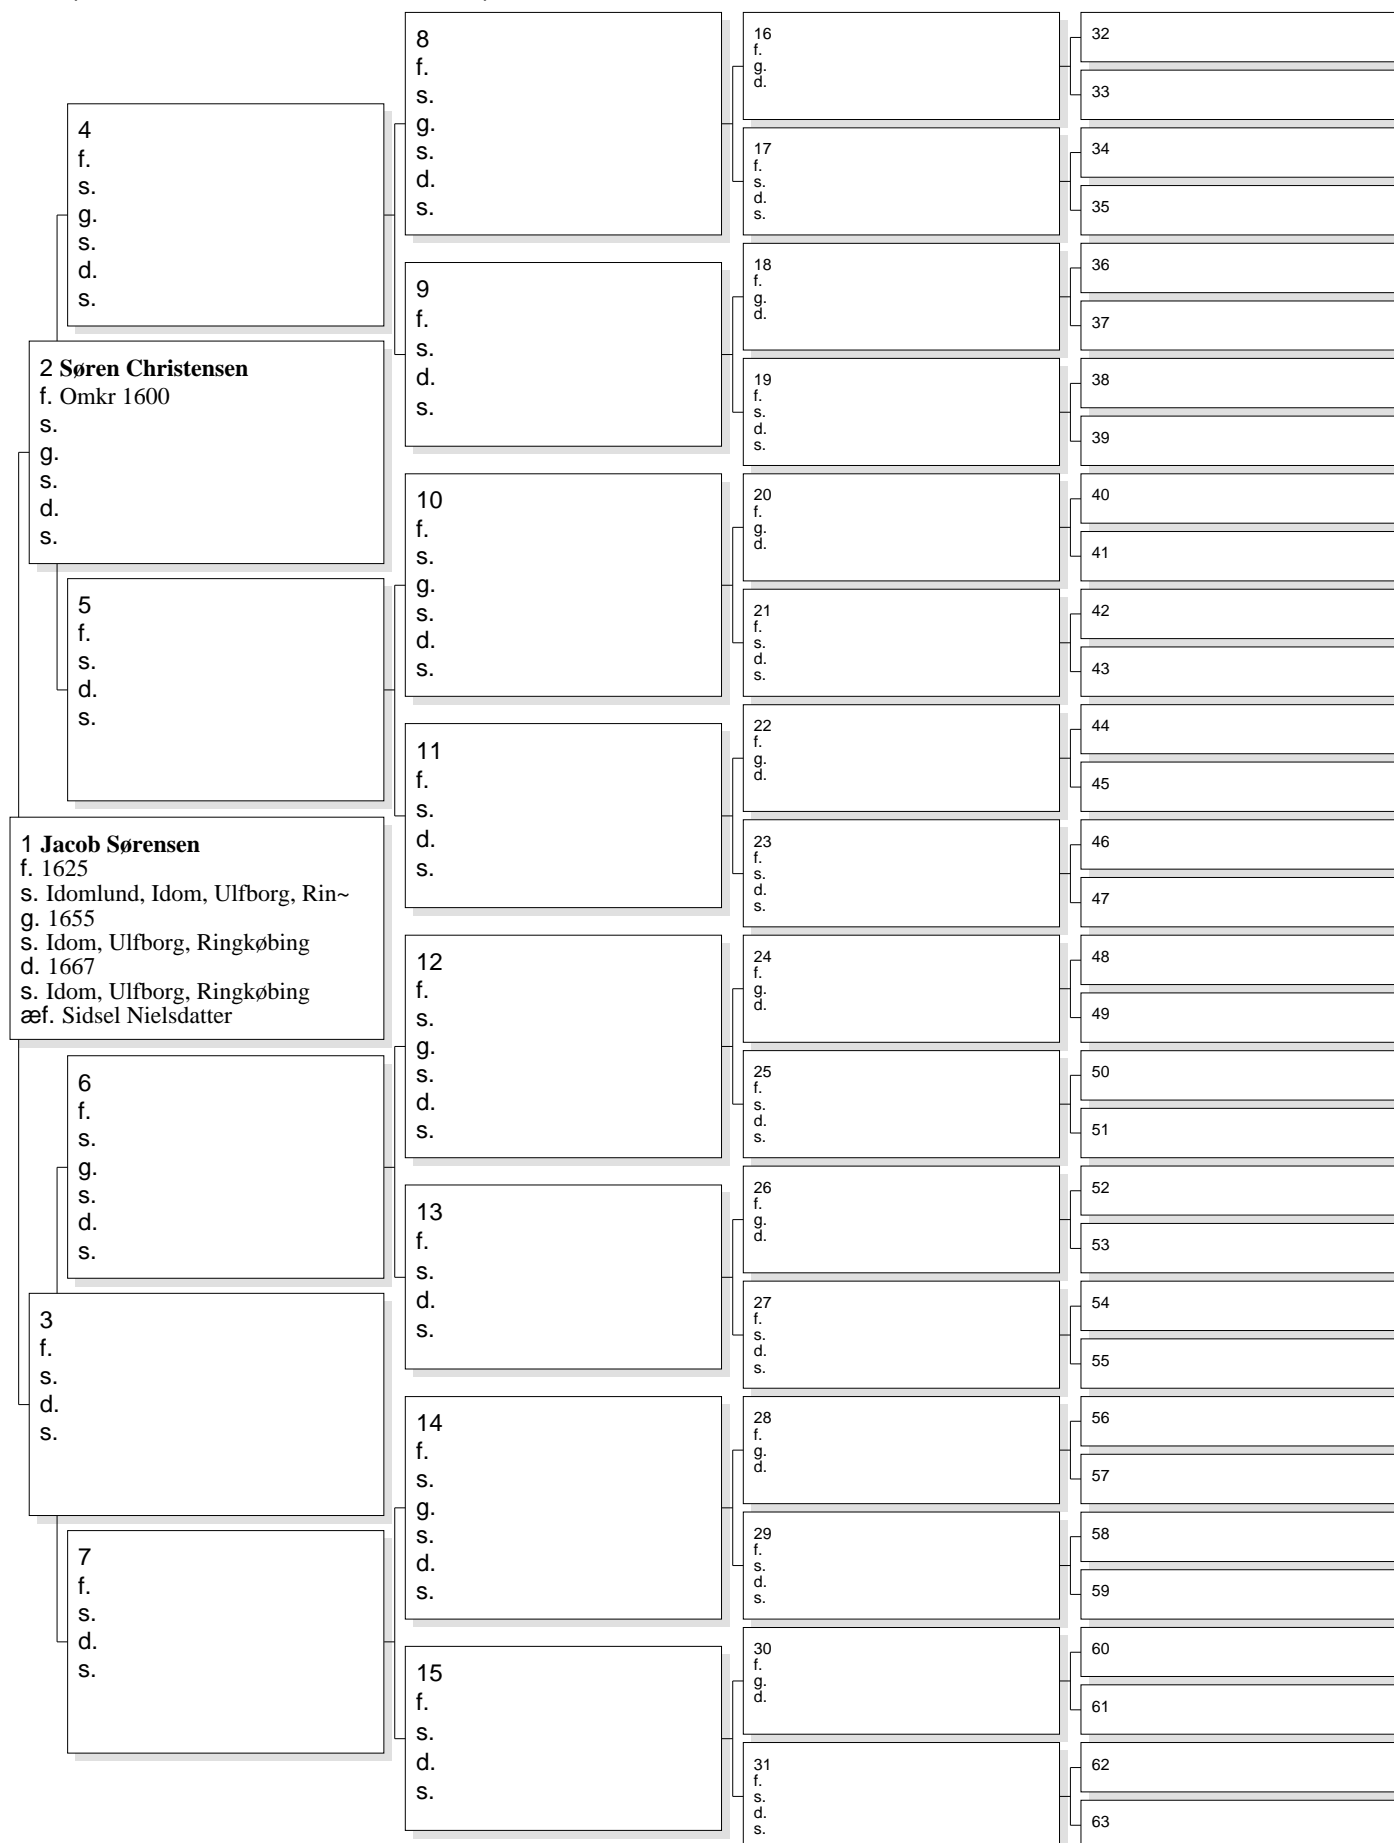 8
f.
s.
g.
s.
d.
s.
16
f.
g.
d.
32
33
4
f.
s.
g.
s.
d.
s.
17
f.
s.
d.
s.
34
35
9
f.
s.
d.
s.
18
f.
g.
d.
36
37
2 Søren Christensen
f. Omkr 1600
s.
g.
s.
d.
s.
19
f.
s.
d.
s.
38
39
10
f.
s.
g.
s.
d.
s.
20
f.
g.
d.
40
41
5
f.
s.
d.
s.
21
f.
s.
d.
s.
42
43
11
f.
s.
d.
s.
22
f.
g.
d.
44
45
1 Jacob Sørensen
f. 1625
s. Idomlund, Idom, Ulfborg, Rin~
g. 1655
s. Idom, Ulfborg, Ringkøbing
d. 1667
s. Idom, Ulfborg, Ringkøbing
æf. Sidsel Nielsdatter
23
f.
s.
d.
s.
46
47
12
f.
s.
g.
s.
d.
s.
24
f.
g.
d.
48
49
6
f.
s.
g.
s.
d.
s.
25
f.
s.
d.
s.
50
51
13
f.
s.
d.
s.
26
f.
g.
d.
52
53
3
f.
s.
d.
s.
27
f.
s.
d.
s.
54
55
14
f.
s.
g.
s.
d.
s.
28
f.
g.
d.
56
57
7
f.
s.
d.
s.
29
f.
s.
d.
s.
58
59
15
f.
s.
d.
s.
30
f.
g.
d.
60
61
31
f.
s.
d.
s.
62
63